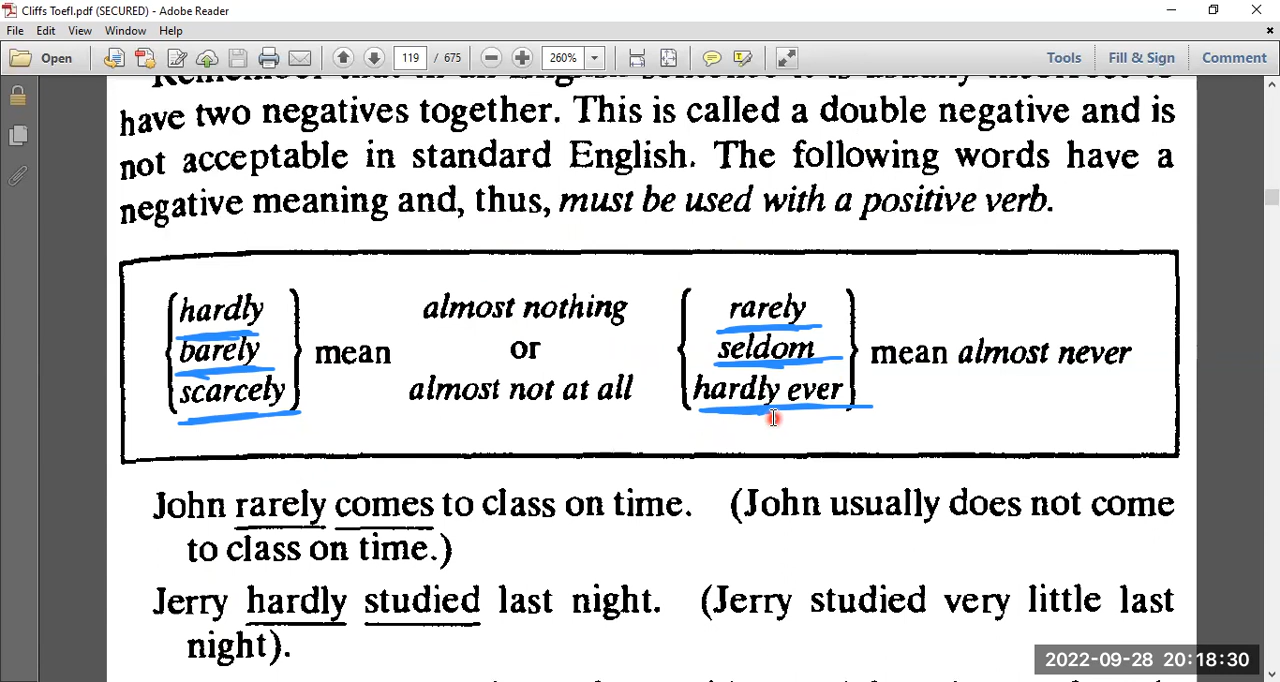 Cliffs Toefl.pdf (SECURED) - Adobe Reader
File Edit View Window Help
Open 119 / 675 260% Tools Fill & Sign Comment
have two negatives together. This is called a double negative and is
not acceptable in standard English. The following words have a
negative meaning and, thus, must be used with a positive verb.
hardly almost nothing rarely
barely mean or seldom mean almost never
scarcely almost not at all hardly ever
John rarely comes to class on time. (John usually does not come
to class on time.)
Jerry hardly studied last night. (Jerry studied very little last
night).
2022-09-28 20:18:30